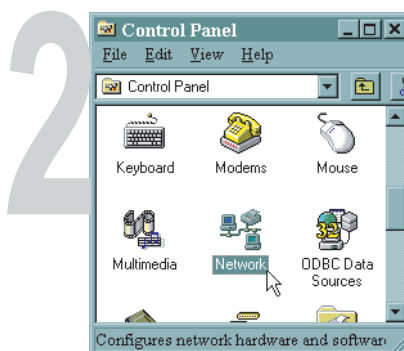 2
Control Panel
File Edit View Help
Control Panel
Keyboard Modems Mouse
Multimedia Network ODBC Data
Sources
32
Configures network hardware and